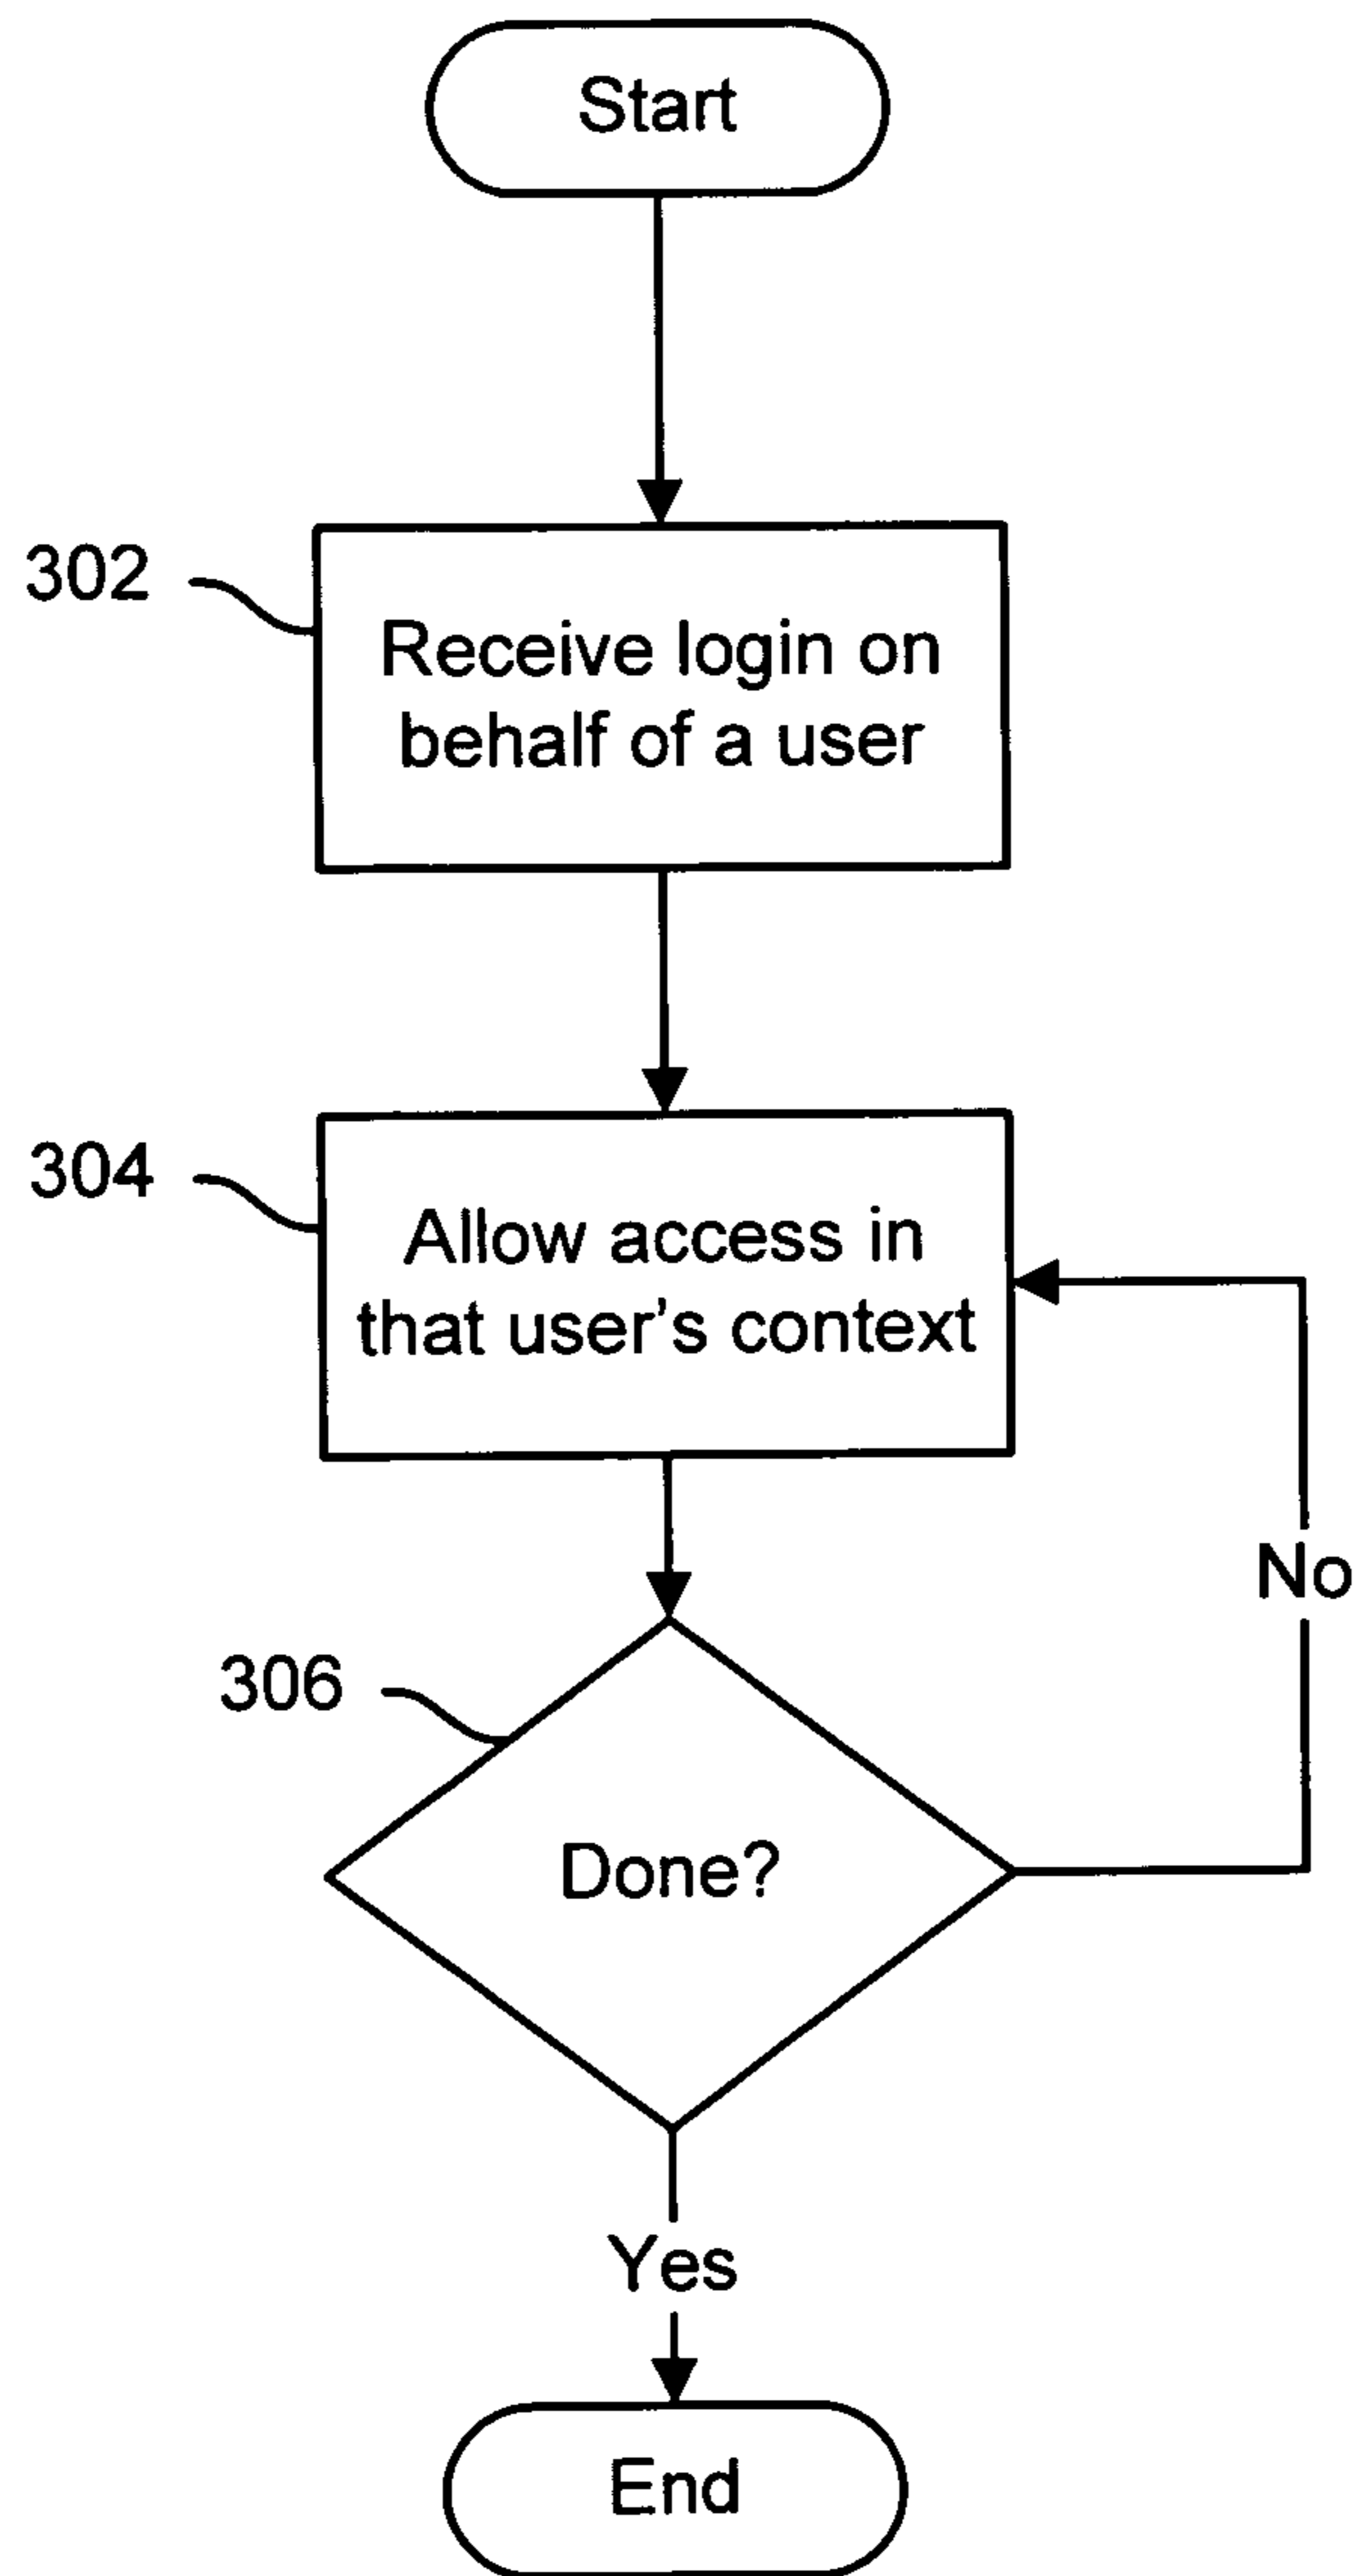 Start
302
Receive login on
behalf of a user
304
Allow access in
that user's context
No
306
Done?
Yes
End